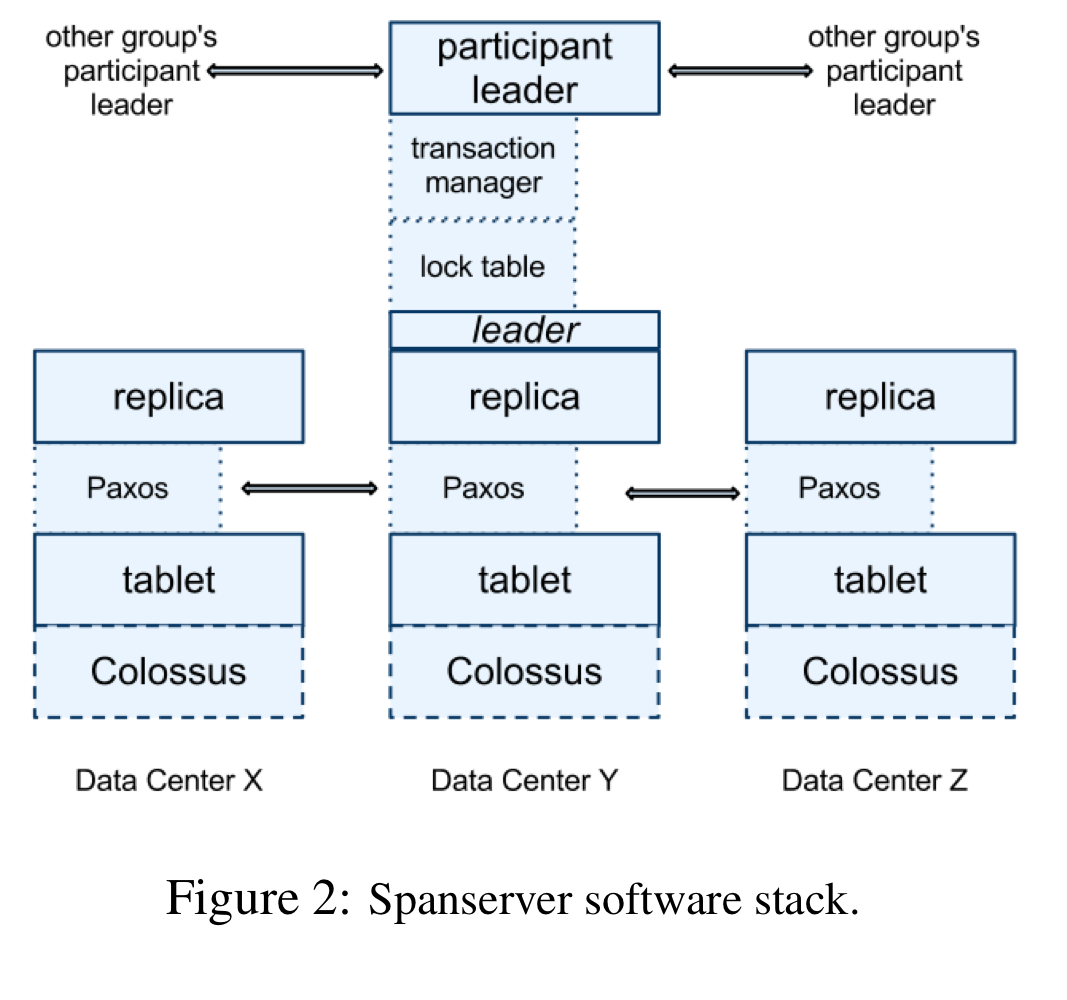 other group's
participant
leader
participant
leader
other group's
participant
leader
transaction
manager
lock table
leader
replica
replica
replica
Paxos
Paxos
Paxos
tablet
tablet
tablet
Colossus
Colossus
Colossus
Data Center X
Data Center Y
Data Center Z
Figure 2: Spanserver software stack.